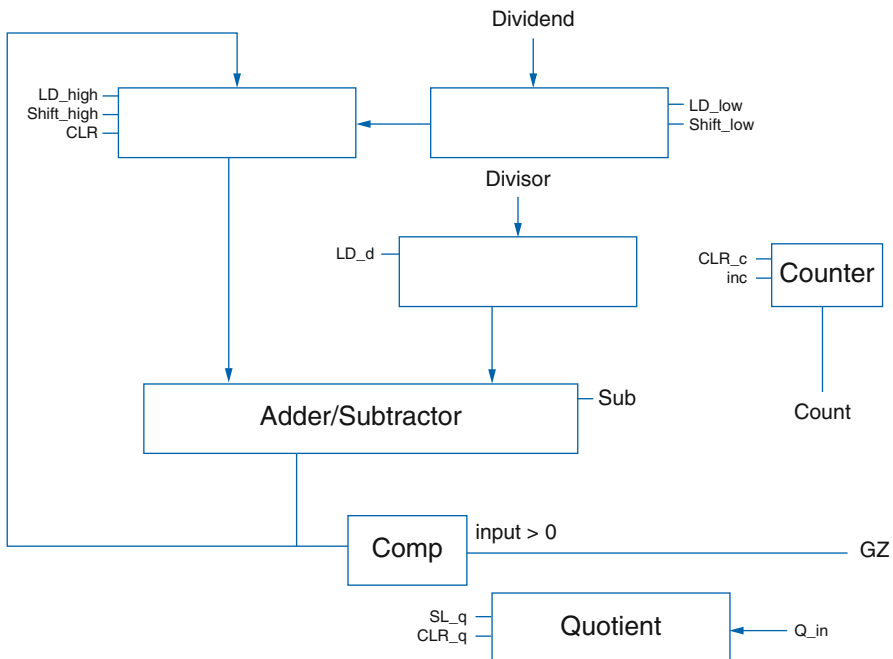 Dividend
LD_high
Shift_high
CLR
LD_low
Shift_low
Divisor
LD_d
CLR_c
inc
Counter
Adder/Subtractor
Sub
Count
Comp
input > 0
GZ
SL_q
CLR_q
Quotient
Q_in